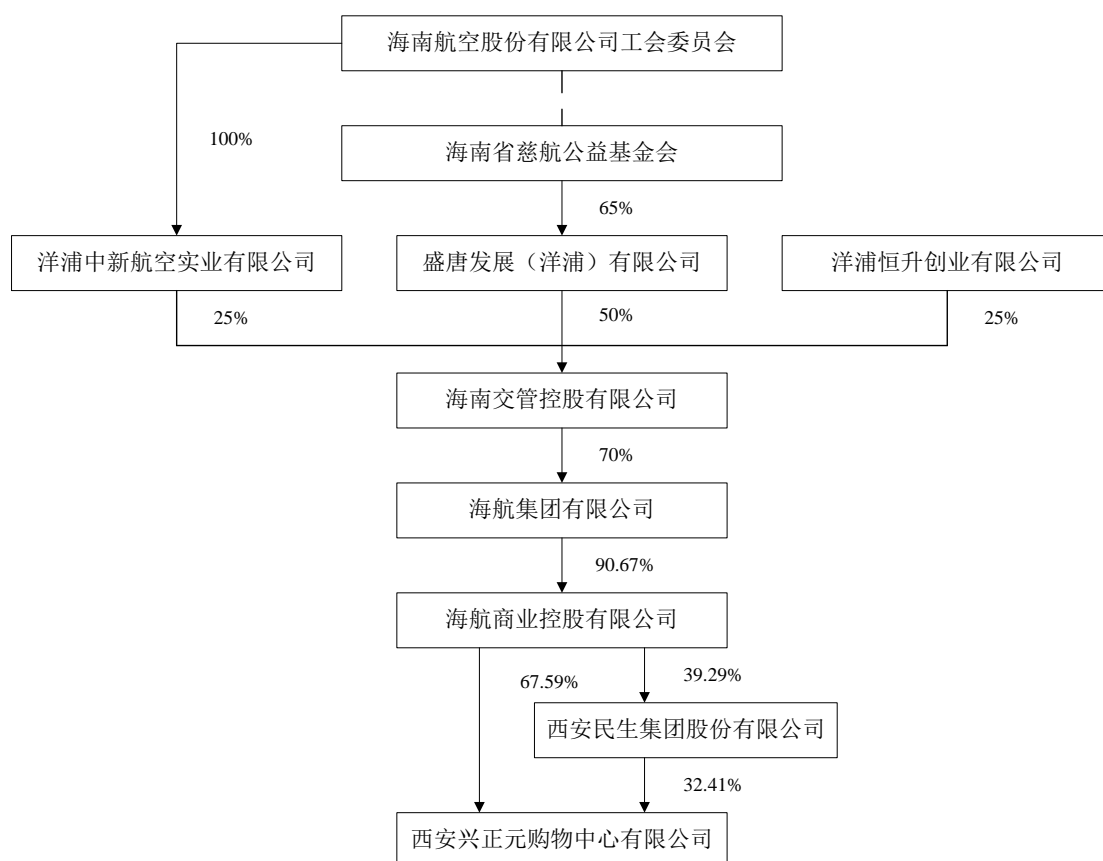 海南航空股份有限公司工会委员会
100%
海南省慈航公益基金会
65%
洋浦中新航空实业有限公司
盛唐发展（洋浦）有限公司
洋浦恒升创业有限公司
25%
50%
25%
海南交管控股有限公司
70%
海航集团有限公司
90.67%
海航商业控股有限公司
67.59%
39.29%
西安民生集团股份有限公司
32.41%
西安兴正元购物中心有限公司